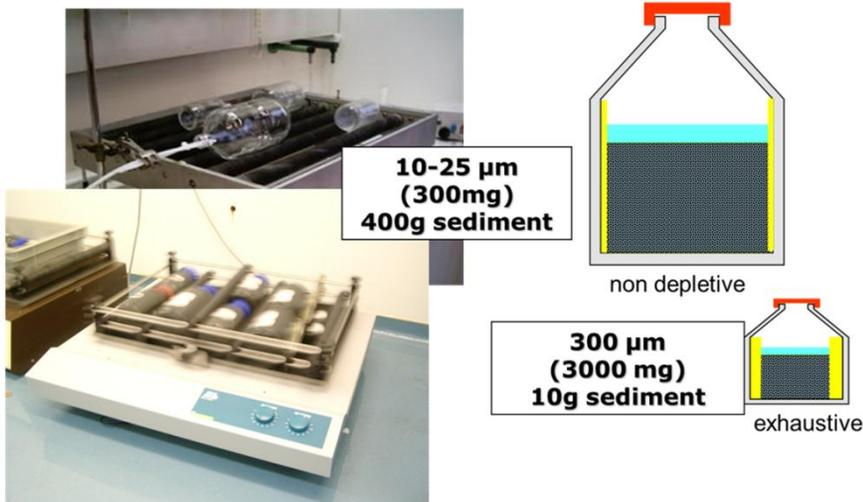 10-25 µm
(300mg)
400g sediment
non depletive
300 µm
(3000 mg)
10g sediment
exhaustive